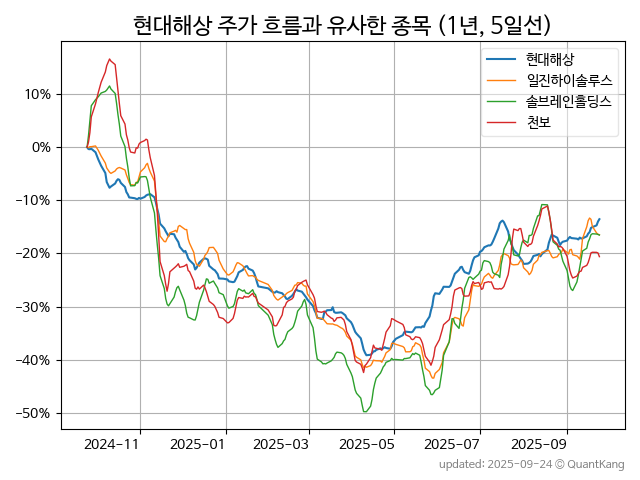 현대해상 주가 흐름과 유사한 종목 (1년, 5일선)
현대해상
일진하이솔루스
솔브레인홀딩스
천보
10%
0%
−10%
−20%
−30%
−40%
−50%
2024-11
2025-01
2025-03
2025-05
2025-07
2025-09
updated: 2025-09-24 © QuantKang